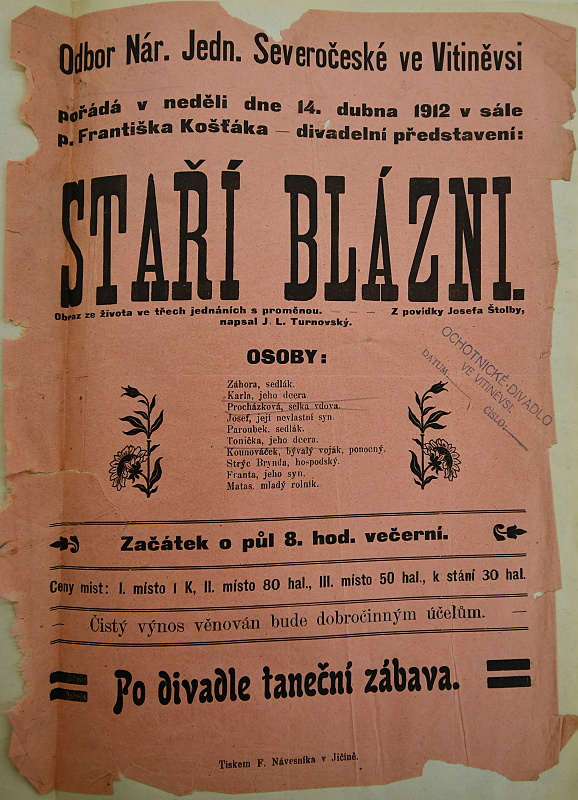 Odbor Nár. Jedn. Severočeské ve Vitiněvsi
pořádá v neděli dne 14. dubna 1912 v sále
p. Františka Košťáka — divadelní představení:
STAŘÍ BLÁZNI.
Obraz ze života ve třech jednáních s proměnou. — — — Z povídky Josefa Štolby,
napsal J. L. Turnovský.
OSOBY:
Záhora, sedlák.
Karla, jeho dcera.
Procházková, selka vdova.
Josef, její nevlastní syn.
Paroubek, sedlák.
Tonička, jeho dcera.
Kounováček, bývalý voják, ponocný.
Strýc Brynda, hospodský.
Franta, jeho syn.
Matas, mladý rolník.
OCHOTNICKÉ-DIVADLO
VE VITINĚVSI.
DATUM
ČÍSLO:
Začátek o půl 8. hod. večerní.
Ceny míst: I. místo 1 K, II. místo 80 hal., III. místo 50 hal., k stání 30 hal.
— Čistý výnos věnován bude dobročinným účelům. —
Po divadle taneční zábava.
Tiskem F. Návesníka v Jičíně.